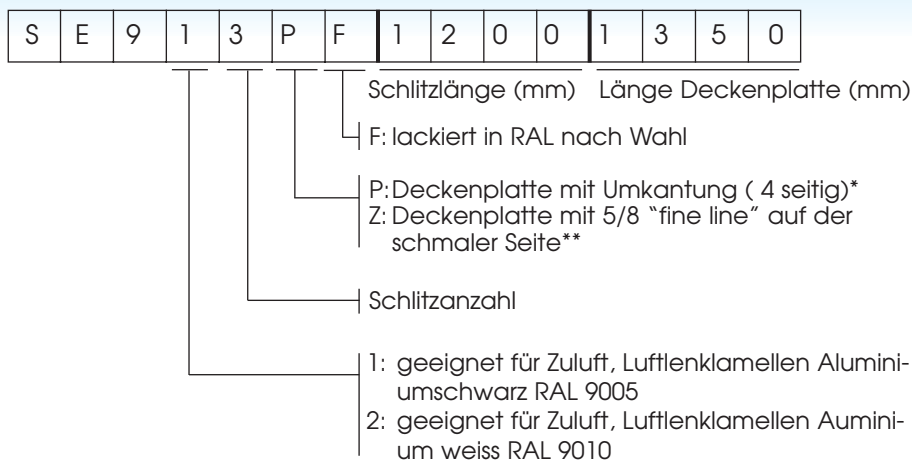 S E 9 1 3 P F 1 2 0 0 1 3 5 0
Schlitzlänge (mm) Länge Deckenplatte (mm)
F: lackiert in RAL nach Wahl
P: Deckenplatte mit Umkantung ( 4 seitig)*
Z: Deckenplatte mit 5/8 “fine line” auf der
schmaler Seite**
Schlitzanzahl
1: geeignet für Zuluft, Luftlenklamellen Alumini-
umschwarz RAL 9005
2: geeignet für Zuluft, Luftlenklamellen Aumini-
um weiss RAL 9010